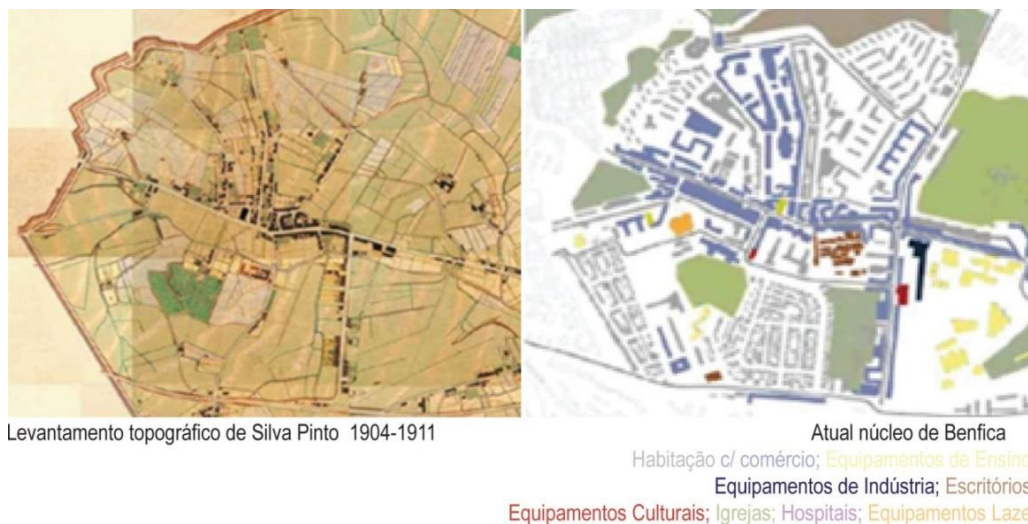 Levantamento topográfico de Silva Pinto 1904-1911
Atual núcleo de Benfica
Habitação c/ comércio; Equipamentos de Ensino
Equipamentos de Indústria; Escritórios
Equipamentos Culturais; Igrejas; Hospitais; Equipamentos Laze